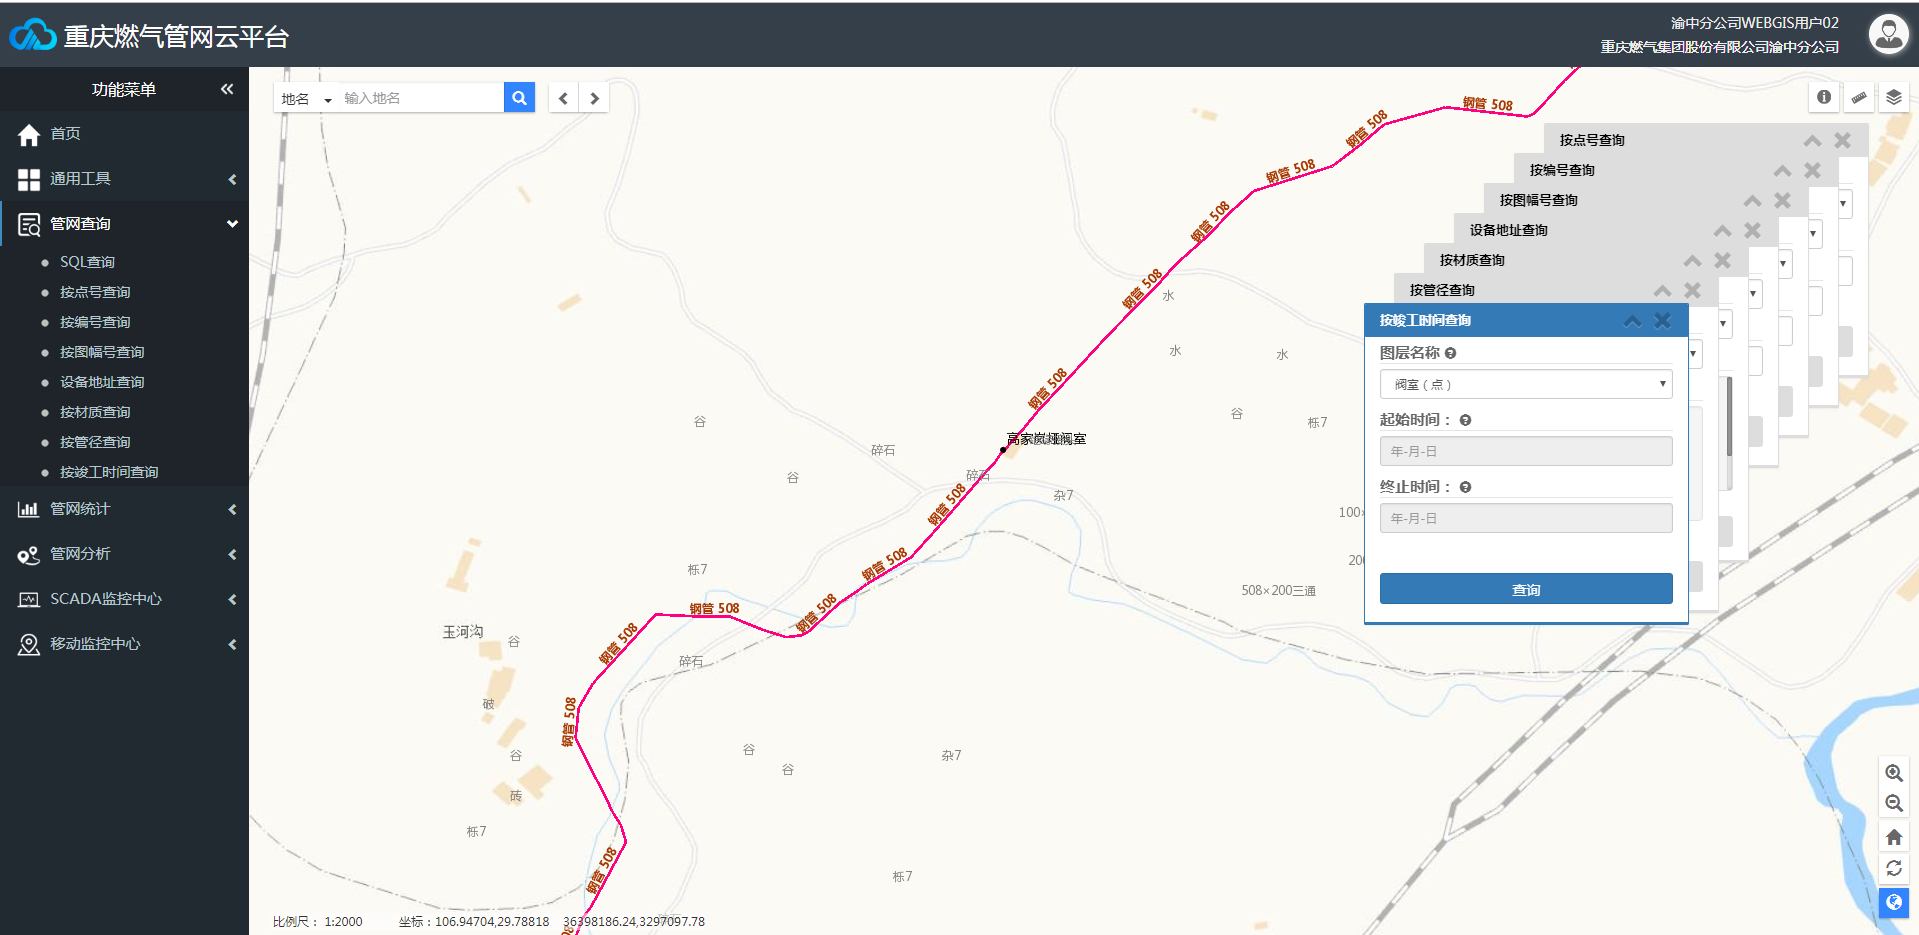 重庆燃气管网云平台
渝中分公司WEBGIS用户02
重庆燃气集团股份有限公司渝中分公司
功能菜单
首页
通用工具
管网查询
SQL查询
按点号查询
按编号查询
按图幅号查询
设备地址查询
按材质查询
按管径查询
按竣工时间查询
管网统计
管网分析
SCADA监控中心
移动监控中心
地名
输入地名
按点号查询
按编号查询
按图幅号查询
设备地址查询
按材质查询
按管径查询
按竣工时间查询
图层名称
阀室（点）
起始时间：
年-月-日
终止时间：
年-月-日
查询
钢管 508
钢管 508
钢管 508
钢管 508
钢管 508
钢管 508
钢管 508
钢管 508
钢管 508
钢管 508
钢管 508
钢管 508
钢管 508
水
水
水
谷
谷
栎7
碎石
碎石
谷
杂7
100×
200
508×200三通
栎7
玉河沟
谷
碎石
破
谷
谷
谷
杂7
砖
栎7
栎7
08
比例尺： 1:2000
坐标：106.94704,29.78818
36398186.24,3297097.78